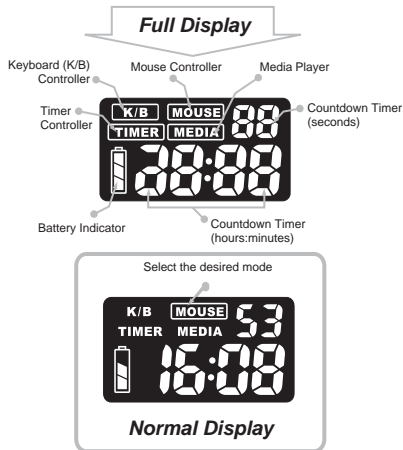 Full Display
Keyboard (K/B)
Controller
Mouse Controller
Media Player
Timer
Controller
K/B MOUSE 88
TIMER MEDIA
28:88
Countdown Timer
(seconds)
Battery Indicator
Countdown Timer
(hours:minutes)
Select the desired mode
K/B MOUSE 53
TIMER MEDIA
16:08
Normal Display